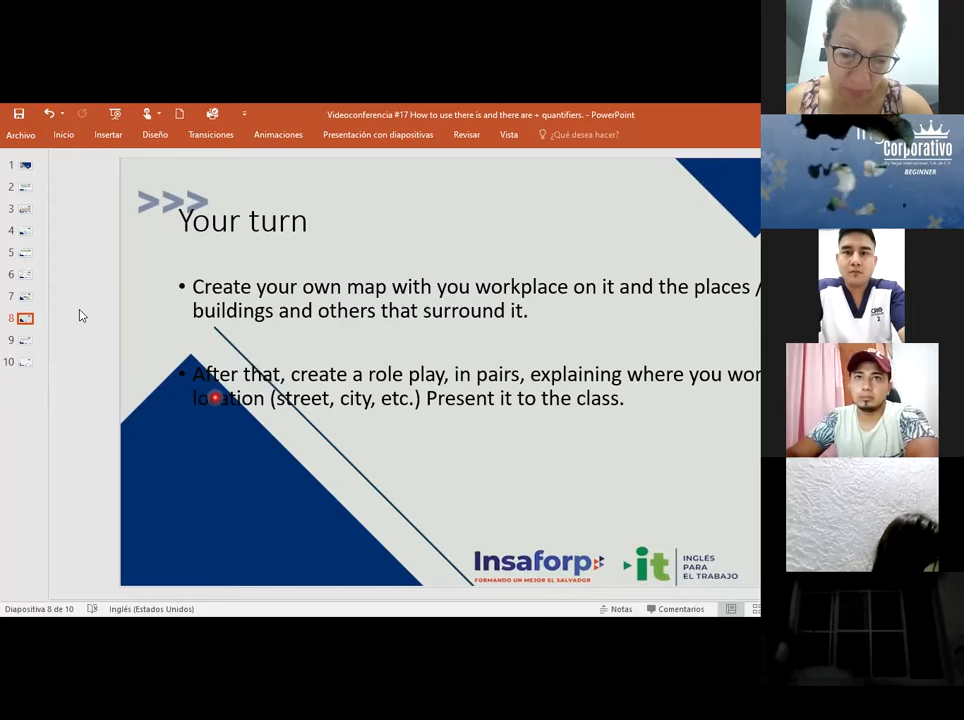 Videoconferencia #17 How to use there is and there are + quantifiers. - PowerPoint
Archivo Inicio Insertar Diseño Transiciones Animaciones Presentación con diapositivas Revisar Vista ¿Qué desea hacer?
1
2
3
4
5
6
7
8
9
10
>>>
Your turn
• Create your own map with you workplace on it and the places /
buildings and others that surround it.
• After that, create a role play, in pairs, explaining where you wor
location (street, city, etc.) Present it to the class.
Insaforp
FORMANDO UN MEJOR EL SALVADOR
it
INGLÉS
PARA
EL TRABAJO
Diapositiva 8 de 10 Inglés (Estados Unidos) Notas Comentarios
Corporativo
BEGINNER